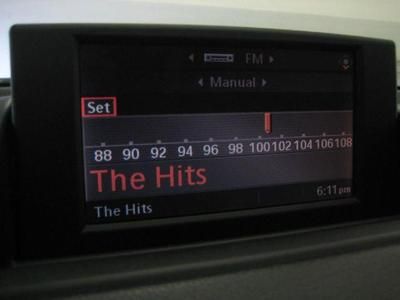 FM
Manual
Set
88 90 92 94 96 98 100 102 104 106 108
The Hits
6:11 pm
The Hits